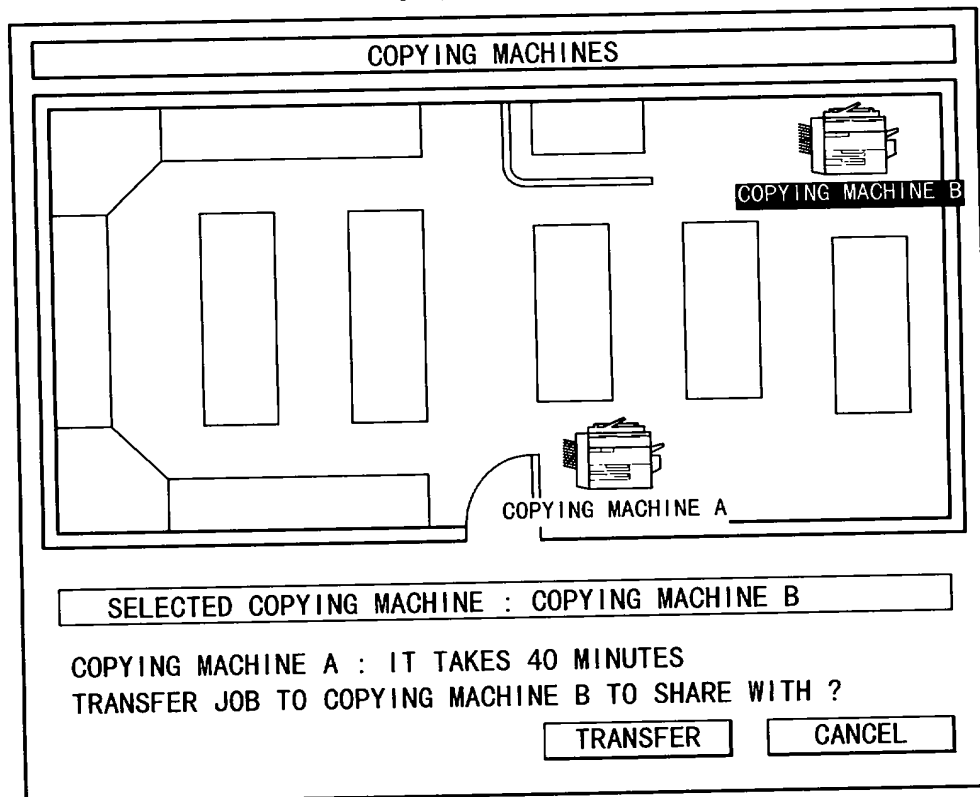 COPYING MACHINES
COPYING MACHINE B
COPYING MACHINE A
SELECTED COPYING MACHINE : COPYING MACHINE B
COPYING MACHINE A : IT TAKES 40 MINUTES
TRANSFER JOB TO COPYING MACHINE B TO SHARE WITH ?
TRANSFER CANCEL